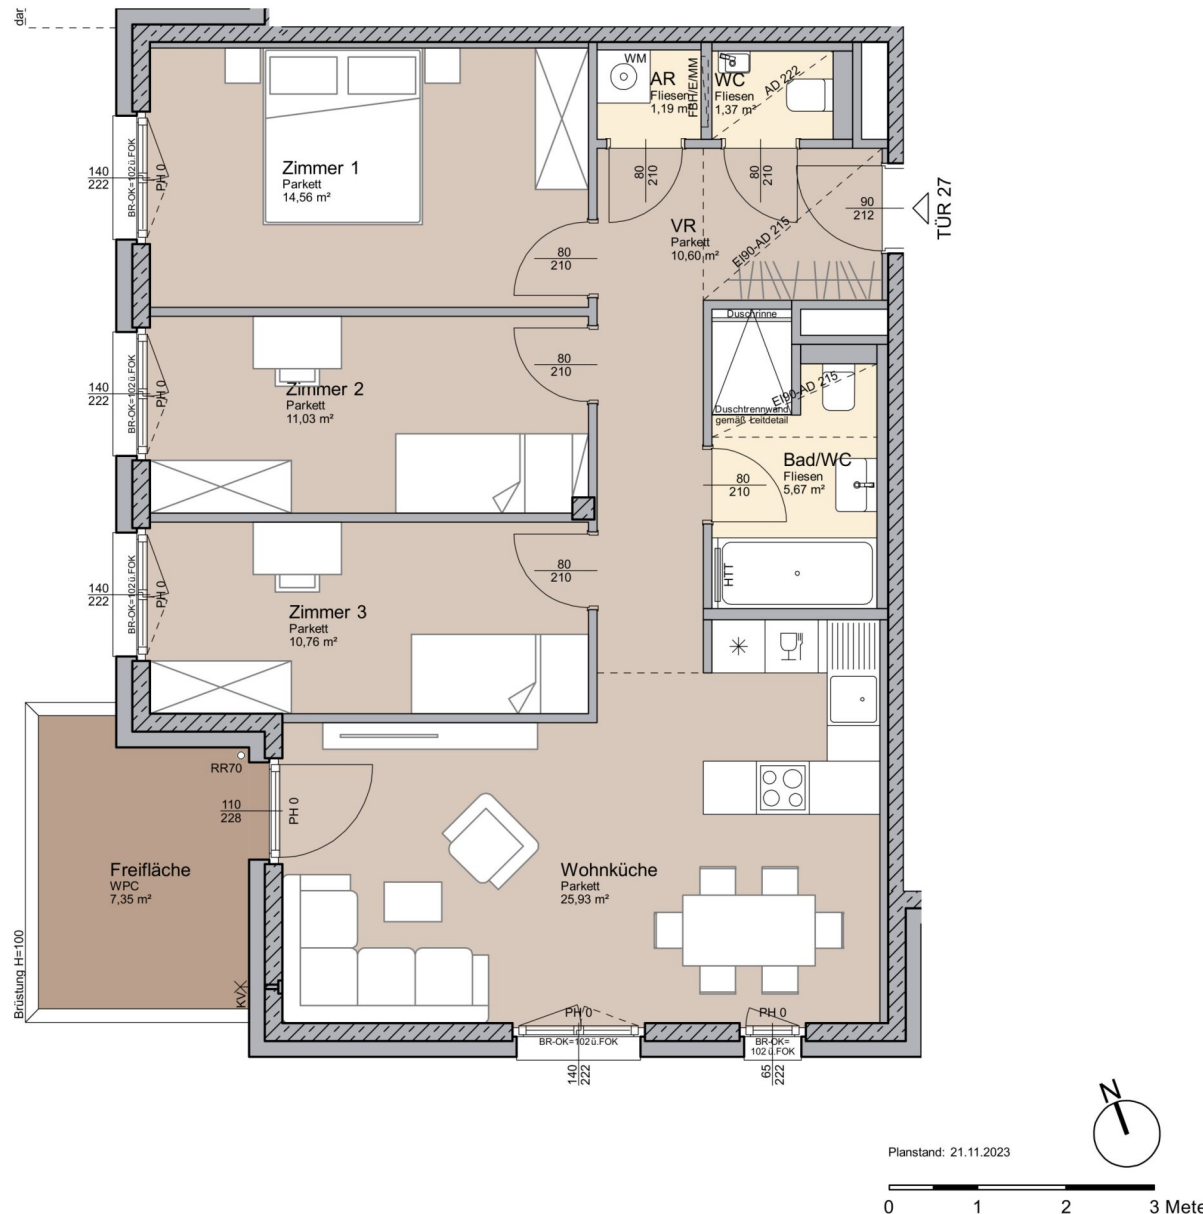 dar
WM
AR
Fliesen
1,19 m²
FBH/E/MM
WC
Fliesen
1,37 m²
AD 222
140
222
BR-OK=102 ü.FOK
PH 0
Zimmer 1
Parkett
14,56 m²
80
210
80
210
90
212
TÜR 27
VR
Parkett
10,60 m²
EI90-AD 215
80
210
Duschrinne
140
222
BR-OK=102 ü.FOK
PH 0
Zimmer 2
Parkett
11,03 m²
80
210
EI90-AD 215
Duschtrennwand
gemäß Leitdetail
Bad/WC
Fliesen
5,67 m²
80
210
HTT
140
222
BR-OK=102 ü.FOK
PH 0
Zimmer 3
Parkett
10,76 m²
80
210
RR70
110
228
PH 0
Freifläche
WPC
7,35 m²
Wohnküche
Parkett
25,93 m²
Brüstung H=100
KV
PH 0
BR-OK=102 ü.FOK
140
222
PH 0
BR-OK=
102 ü.FOK
65
222
N
Planstand: 21.11.2023
0 1 2 3 Mete